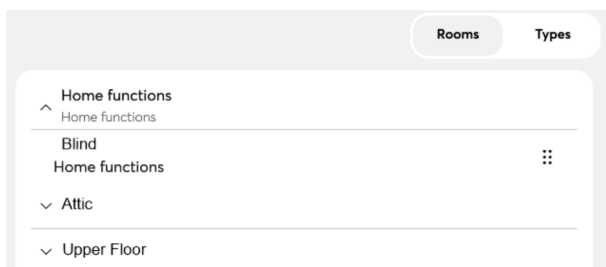 Rooms Types
Home functions
Home functions
Blind
Home functions
Attic
Upper Floor